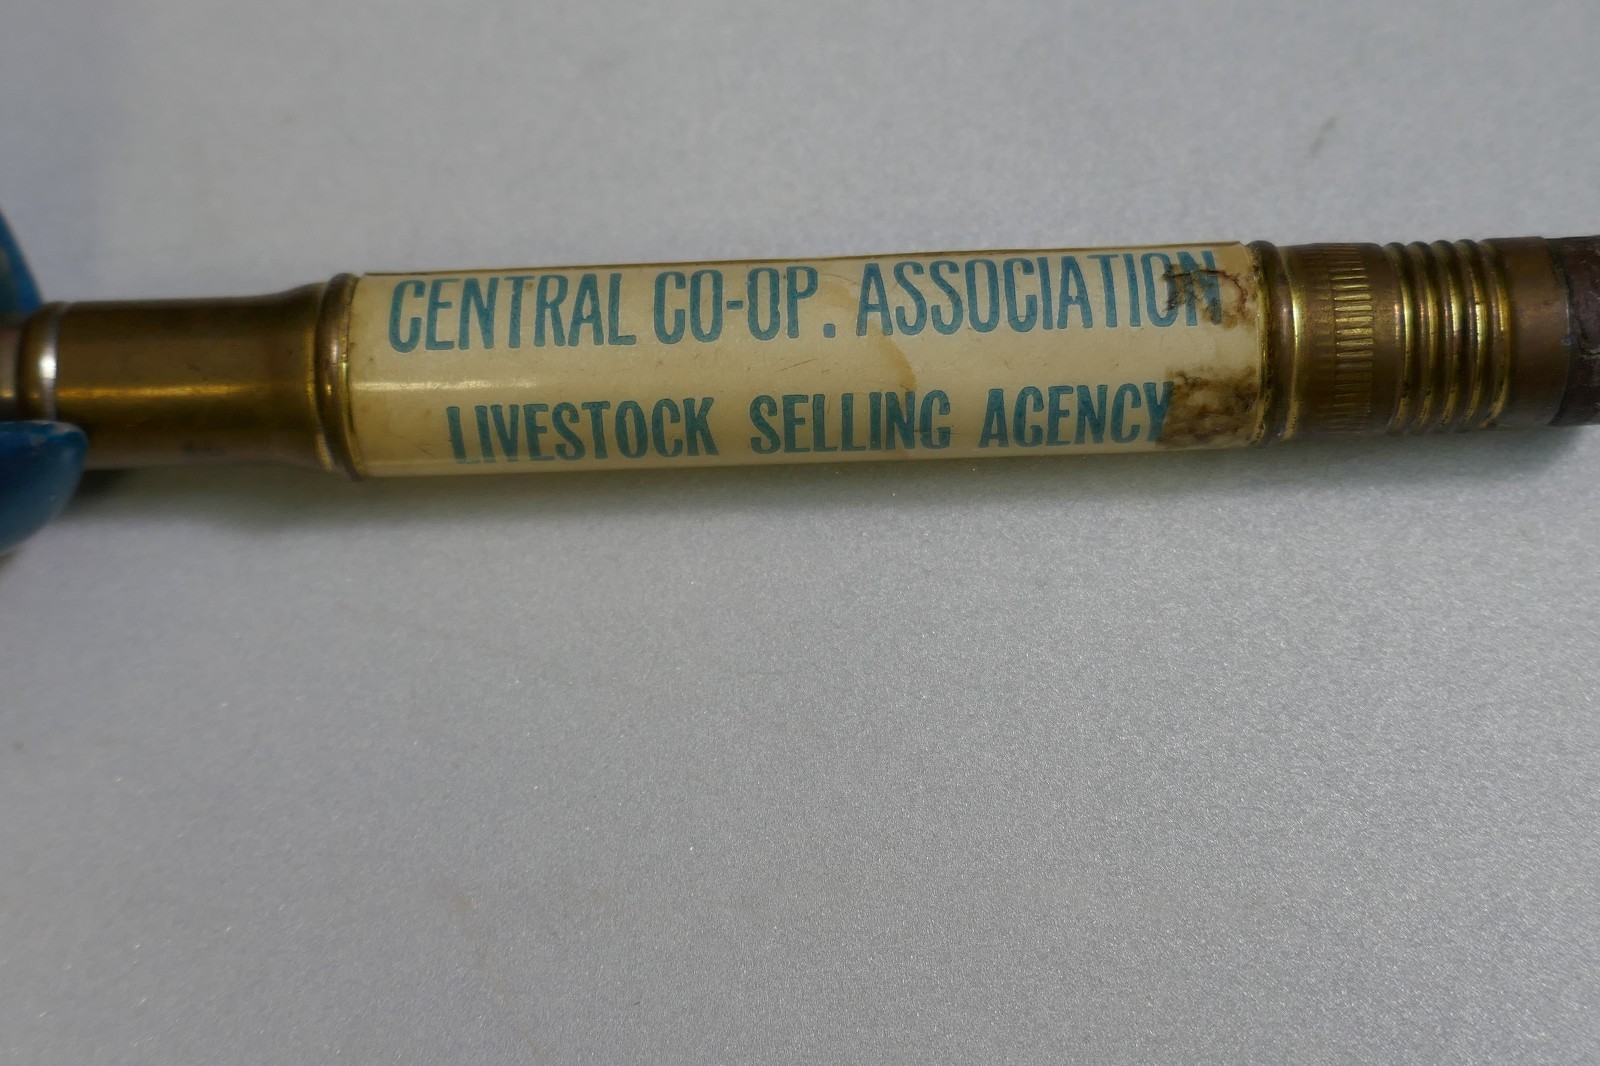 CENTRAL CO-OP. ASSOCIATION
LIVESTOCK SELLING AGENCY